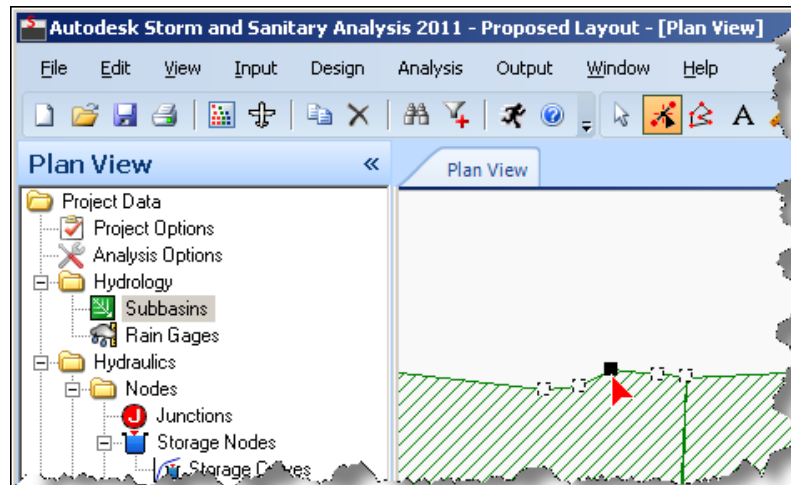 Autodesk Storm and Sanitary Analysis 2011 - Proposed Layout - [Plan View]
File Edit View Input Design Analysis Output Window Help
A
Plan View «
Plan View
Project Data
Project Options
Analysis Options
Hydrology
Subbasins
Rain Gages
Hydraulics
Nodes
J Junctions
Storage Nodes
Storage Curves